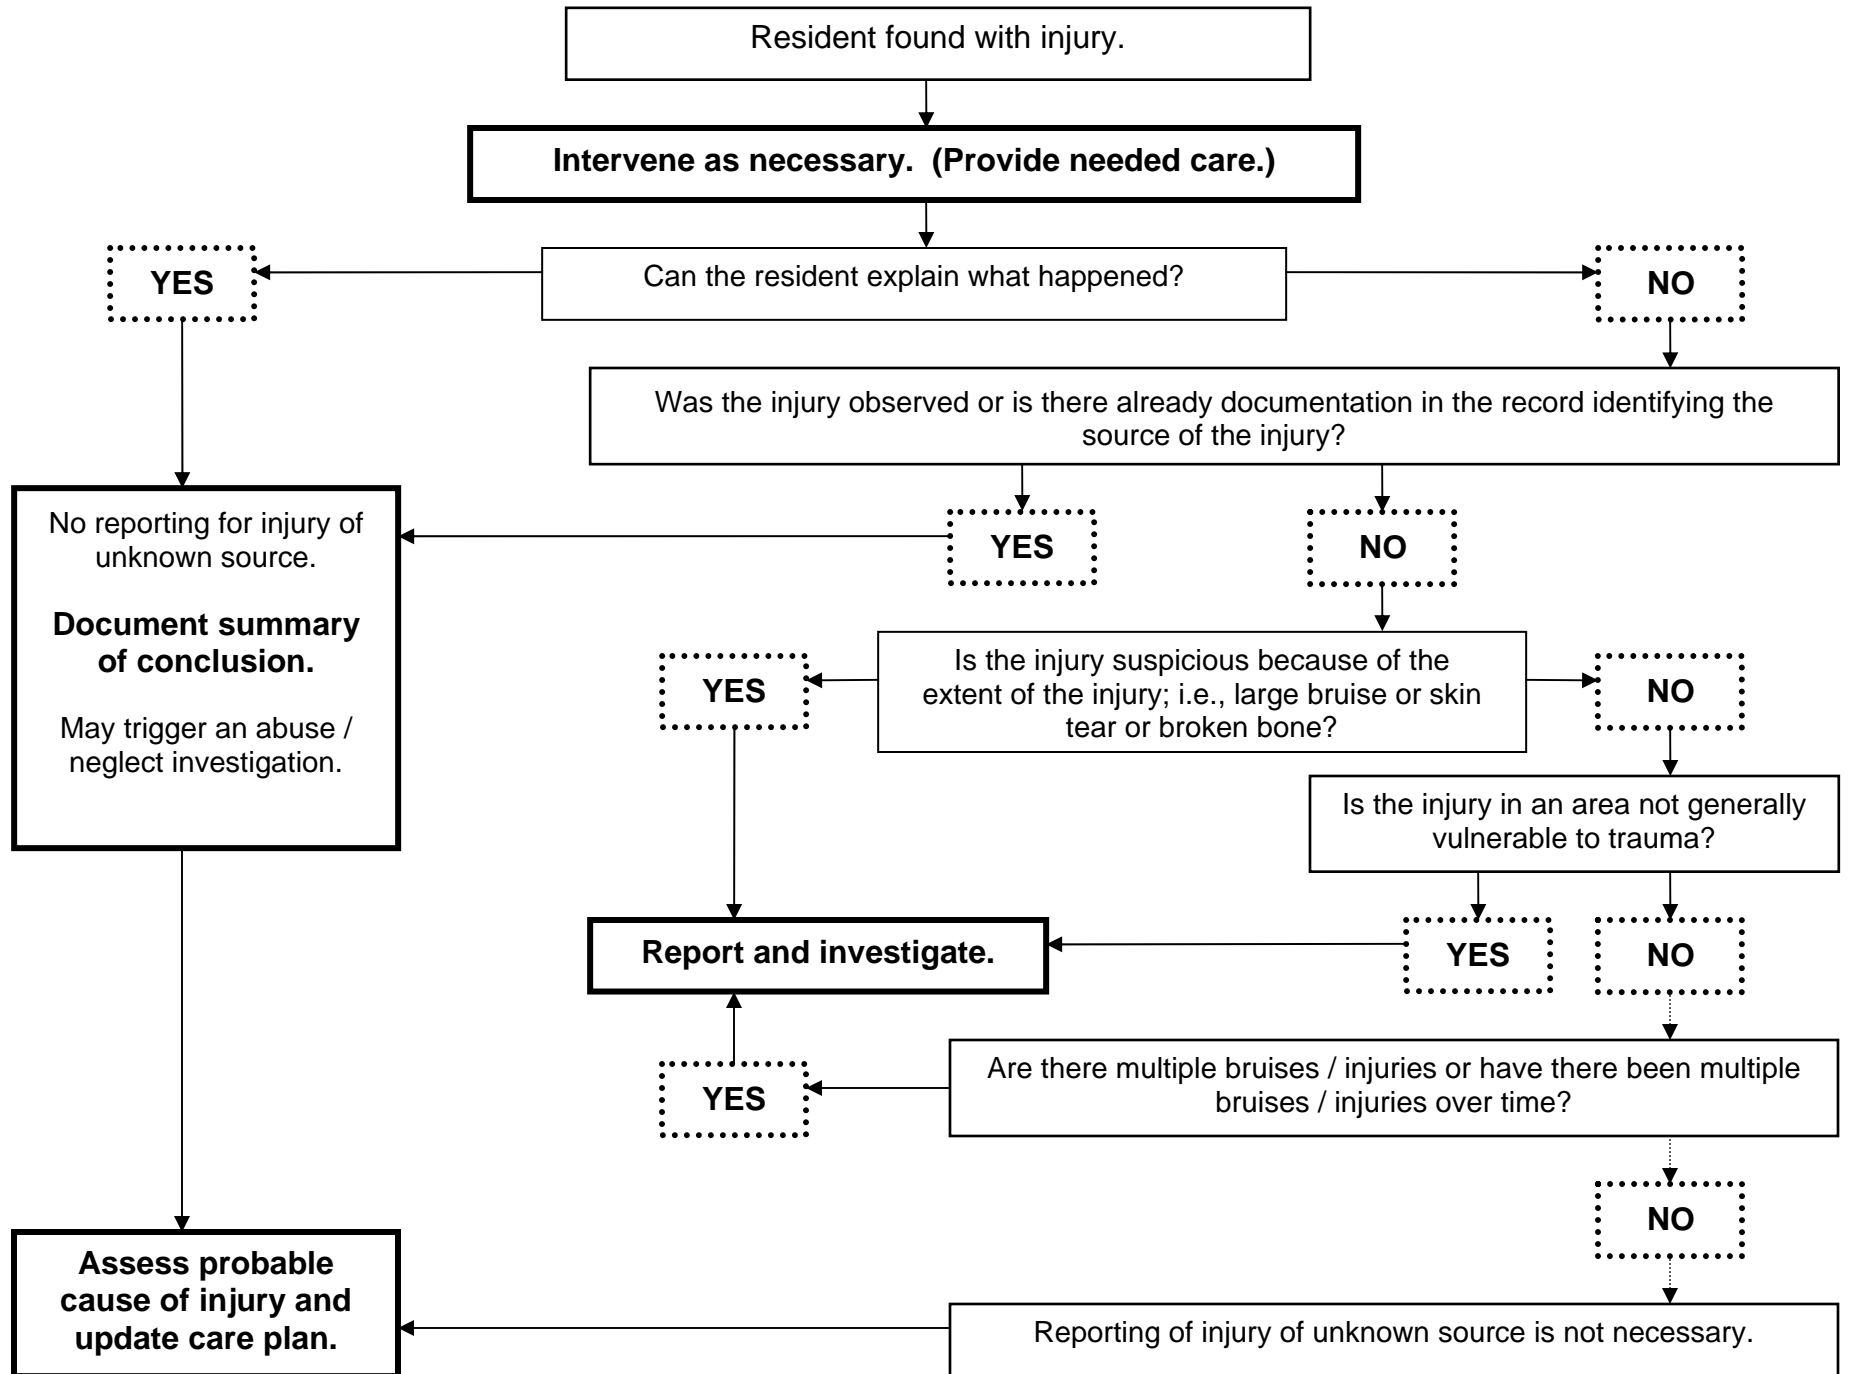 Resident found with injury.
Intervene as necessary.  (Provide needed care.)
YES
Can the resident explain what happened?
NO
Was the injury observed or is there already documentation in the record identifying the
source of the injury?
No reporting for injury of
unknown source.
Document summary
of conclusion.
May trigger an abuse /
neglect investigation.
YES
NO
YES
Is the injury suspicious because of the
extent of the injury; i.e., large bruise or skin
tear or broken bone?
NO
Is the injury in an area not generally
vulnerable to trauma?
Report and investigate.
YES
NO
YES
Are there multiple bruises / injuries or have there been multiple
bruises / injuries over time?
NO
Assess probable
cause of injury and
update care plan.
Reporting of injury of unknown source is not necessary.